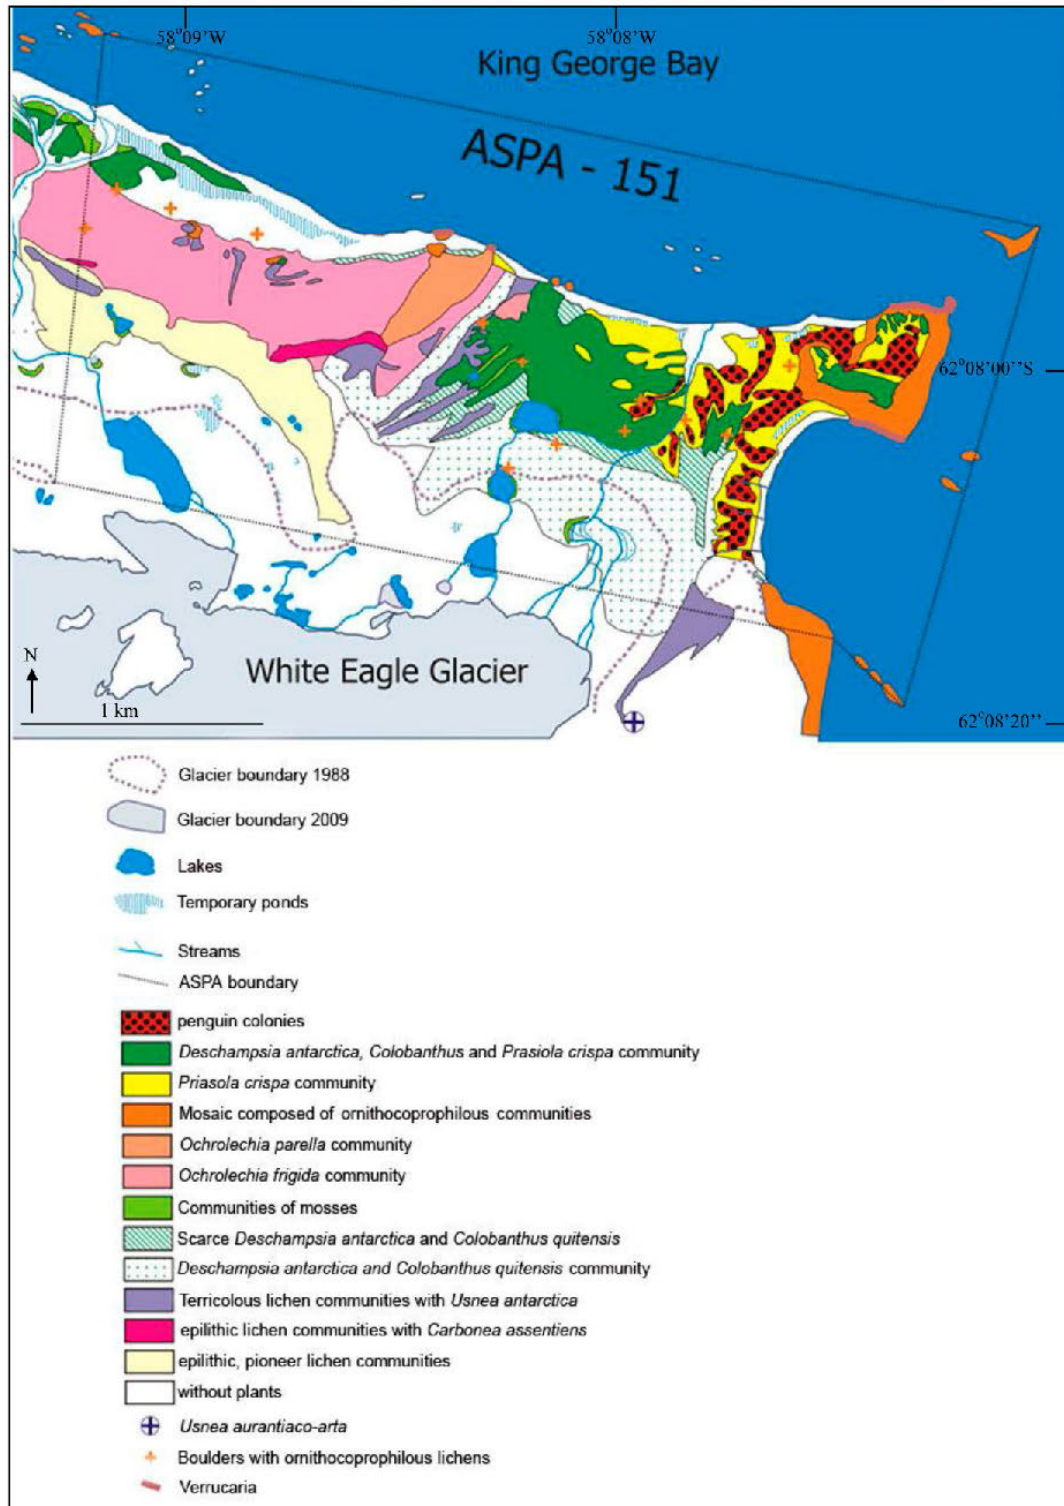 58°09'W
58°08'W
King George Bay
ASPA - 151
62°08'00''S
White Eagle Glacier
N
1 km
62°08'20''
Glacier boundary 1988
Glacier boundary 2009
Lakes
Temporary ponds
Streams
ASPA boundary
penguin colonies
Deschampsia antarctica, Colobanthus and Prasiola crispa community
Priasola crispa community
Mosaic composed of ornithocoprophilous communities
Ochrolechia parella community
Ochrolechia frigida community
Communities of mosses
Scarce Deschampsia antarctica and Colobanthus quitensis
Deschampsia antarctica and Colobanthus quitensis community
Terricolous lichen communities with Usnea antarctica
epilithic lichen communities with Carbonea assentiens
epilithic, pioneer lichen communities
without plants
Usnea aurantiaco-arta
Boulders with ornithocoprophilous lichens
Verrucaria